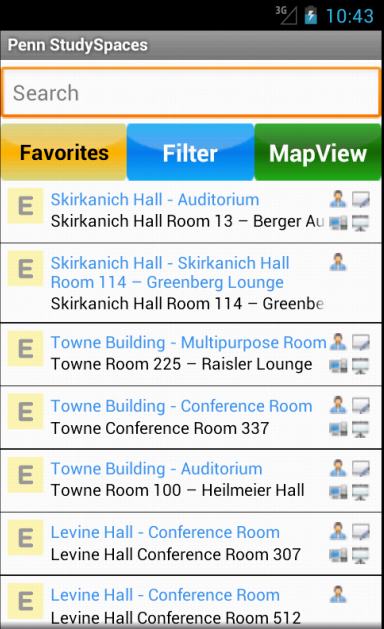 3G 10:43
Penn StudySpaces
Search
Favorites Filter MapView
E Skirkanich Hall - Auditorium
Skirkanich Hall Room 13 – Berger Au
E Skirkanich Hall - Skirkanich Hall
Room 114 – Greenberg Lounge
Skirkanich Hall Room 114 – Greenbe
E Towne Building - Multipurpose Room
Towne Room 225 – Raisler Lounge
E Towne Building - Conference Room
Towne Conference Room 337
E Towne Building - Auditorium
Towne Room 100 – Heilmeier Hall
E Levine Hall - Conference Room
Levine Hall Conference Room 307
E Levine Hall - Conference Room
Levine Hall Conference Room 512